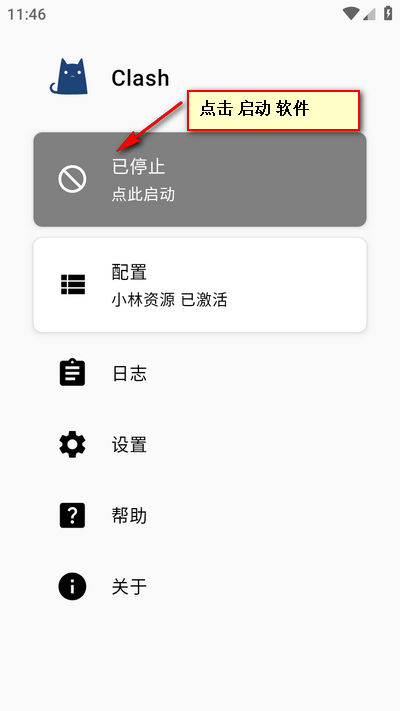 11:46
Clash
点击 启动 软件
已停止
点此启动
配置
小林资源 已激活
日志
设置
帮助
关于